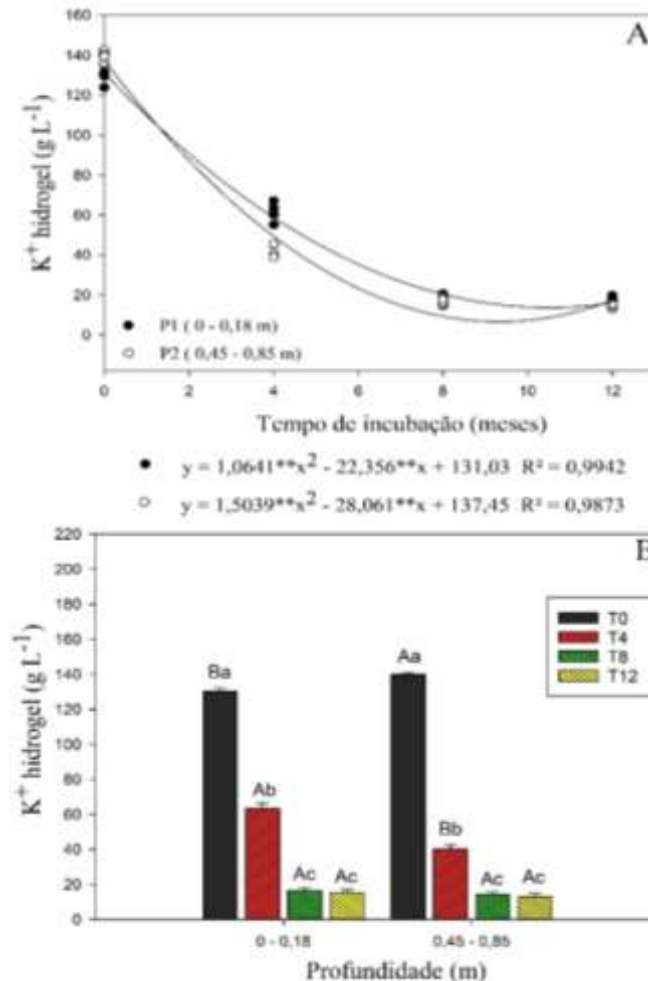 A
160
140
120
100
80
60
40
20
0
K+ hidrogel (g L-1)
P1 ( 0 - 0,18 m)
P2 ( 0,45 - 0,85 m)
0 2 4 6 8 10 12
Tempo de incubação (meses)
y = 1,0641**x2 - 22,356**x + 131,03 R² = 0,9942
y = 1,5039**x2 - 28,061**x + 137,45 R² = 0,9873
220
200
180
160
140
120
100
80
60
40
20
0
K+ hidrogel (g L-1)
T0
T4
T8
T12
Ba Ab Ac Ac
Aa Bb Ac Ac
0 - 0,18 0,45 - 0,85
Profundidade (m)